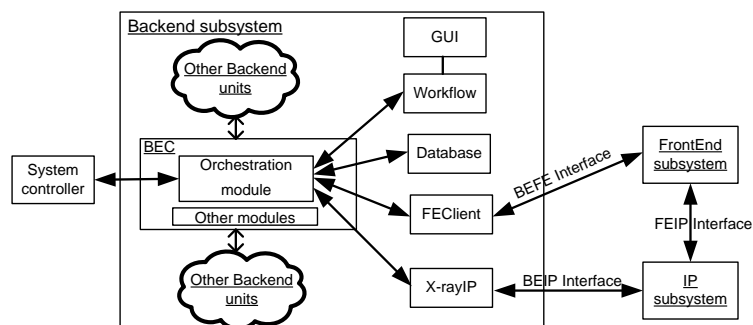 Backend subsystem
GUI
Other Backend
units
Workflow
BEC
Orchestration
module
Database
FrontEnd
subsystem
System
controller
BEFE Interface
Other modules
FEClient
FEIP Interface
Other Backend
units
X-rayIP
BEIP Interface
IP
subsystem